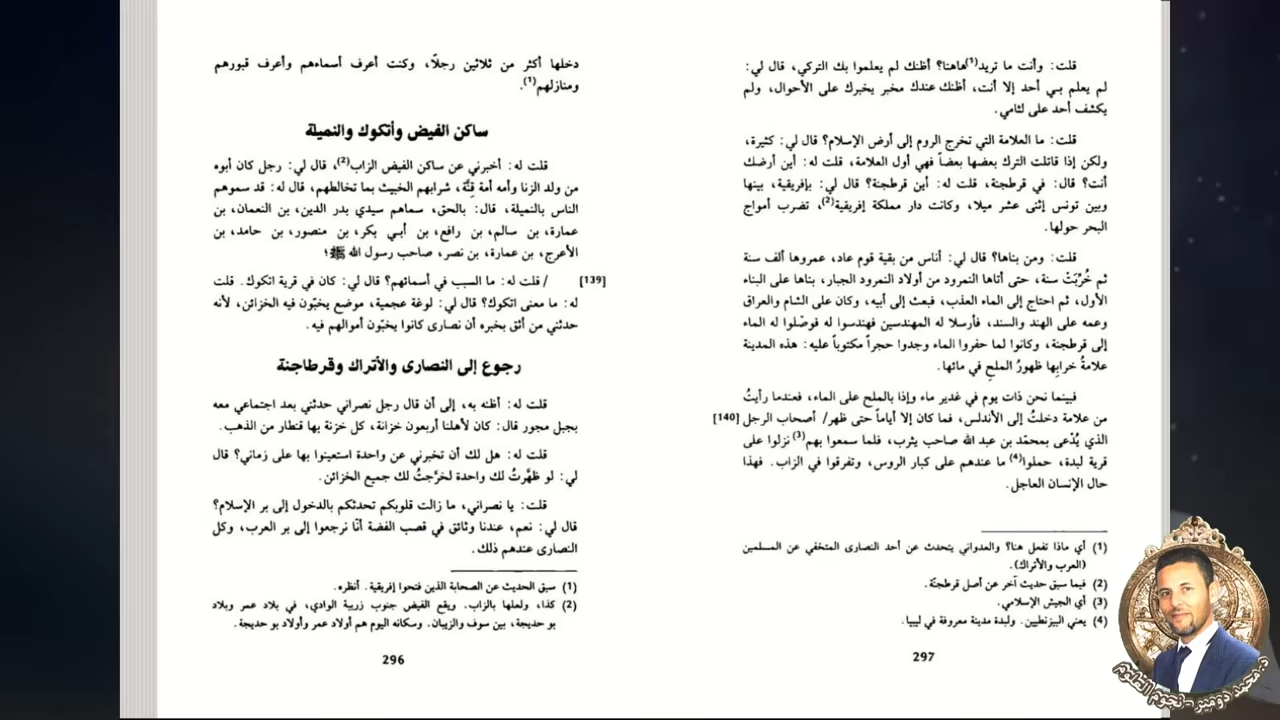 دخلها أكثر من ثلاثين رجلًا، وكنت أعرف أسماءهم وأعرف قبورهم
ومنازلهم(1).
ساكن الفيض وأتكوك والنميلة
قلت له: أخبرني عن ساكن الفيض الزاب(2)، قال لي: رجل كان أبوه
من ولد الزنا وأمه أمة قِنَّة، شرابهم الخبيث بما تخالطهم، قال له: قد سموهم
الناس بالنميلة، قال: بالحق، سماهم سيدي بدر الدين، بن النعمان، بن
عمارة، بن سالم، بن رافع، بن أبي بكر، بن منصور، بن حامد، بن
الأعرج، بن عمارة، بن نصر، صاحب رسول الله ﷺ؛
[139] / قلت له: ما السبب في أسمائهم؟ قال لي: كان في قرية اتكوك. قلت
له: ما معنى اتكوك؟ قال لي: لوغة عجمية، موضع يخبّون فيه الخزائن، لأنه
حدثني من أثق بخبره أن نصارى كانوا يخبّون أموالهم فيه.
رجوع إلى النصارى والأتراك وقرطاجنة
قلت له: أظنه به، إلى أن قال رجل نصراني حدثني بعد اجتماعي معه
بجبل مجور قال: كان لأهلنا أربعون خزانة، كل خزنة بها قنطار من الذهب.
قلت له: هل لك أن تخبرني عن واحدة استعينوا بها على زماني؟ قال
لي: لو ظهَّرتُ لك واحدة لخرَّجتُ لك جميع الخزائن.
قلت: يا نصراني، ما زالت قلوبكم تحدثكم بالدخول إلى بر الإسلام؟
قال لي: نعم، عندنا وثائق في قصب الفضة أنّا نرجعوا إلى بر العرب، وكل
النصارى عندهم ذلك.
(1) سبق الحديث عن الصحابة الذين فتحوا إفريقية. أنظره.
(2) كذا، ولعلها بالزاب. ويقع الفيض جنوب زريبة الوادي، في بلاد عمر وبلاد
بو حديجة، بين سوف والزيبان. وسكانه اليوم هم أولاد عمر وأولاد بو حديجة.
296
قلت: وأنت ما تريد(1)هاهنا؟ أظنك لم يعلموا بك التركي، قال لي:
لم يعلم بـي أحد إلا أنت، أظنك عندك مخبر يخبرك على الأحوال، ولم
يكشف أحد على لثامي.
قلت: ما العلامة التي تخرج الروم إلى أرض الإسلام؟ قال لي: كثيرة،
ولكن إذا قاتلت الترك بعضها بعضاً فهي أول العلامة، قلت له: أين أرضك
أنت؟ قال: في قرطجنة، قلت له: أين قرطجنة؟ قال لي: بإفريقية، بينها
وبين تونس إثنى عشر ميلا، وكانت دار مملكة إفريقية(2)، تضرب أمواج
البحر حولها.
قلت: ومن بناها؟ قال لي: أناس من بقية قوم عاد، عمروها ألف سنة
ثم خُرِّبَتْ سنة، حتى أتاها النمرود من أولاد النمرود الجبار، بناها على البناء
الأول، ثم احتاج إلى الماء العذب، فبعث إلى أبيه، وكان على الشام والعراق
وعمه على الهند والسند، فأرسلا له المهندسين فهندسوا له فوصّلوا له الماء
إلى قرطجنة، وكانوا لما حفروا الماء وجدوا حجراً مكتوباً عليه: هذه المدينة
علامةُ خرابِها ظهورُ الملحِ في مائها.
فبينما نحن ذات يوم في غدير ماء وإذا بالملح على الماء، فعندما رأيتُ
من علامة دخلتُ إلى الأندلس، فما كان إلا أياماً حتى ظهر/ أصحاب الرجل [140]
الذي يُدْعى بمحمّد بن عبد الله صاحب يثرب، فلما سمعوا بهم(3)نزلوا على
قرية لبدة، حملوا(4) ما عندهم على كبار الروس، وتفرقوا في الزاب. فهذا
حال الإنسان العاجل.
(1) أي ماذا تفعل هنا؟ والعدواني يتحدث عن أحد النصارى المتخفي عن المسلمين
(العرب والأتراك).
(2) فيما سبق حديث آخر عن أصل قرطجنّة.
(3) أي الجيش الإسلامي.
(4) يعني البيزنطيين. ولبدة مدينة معروفة في ليبيا.
297
د. محمد دومير - نجوم العلوم